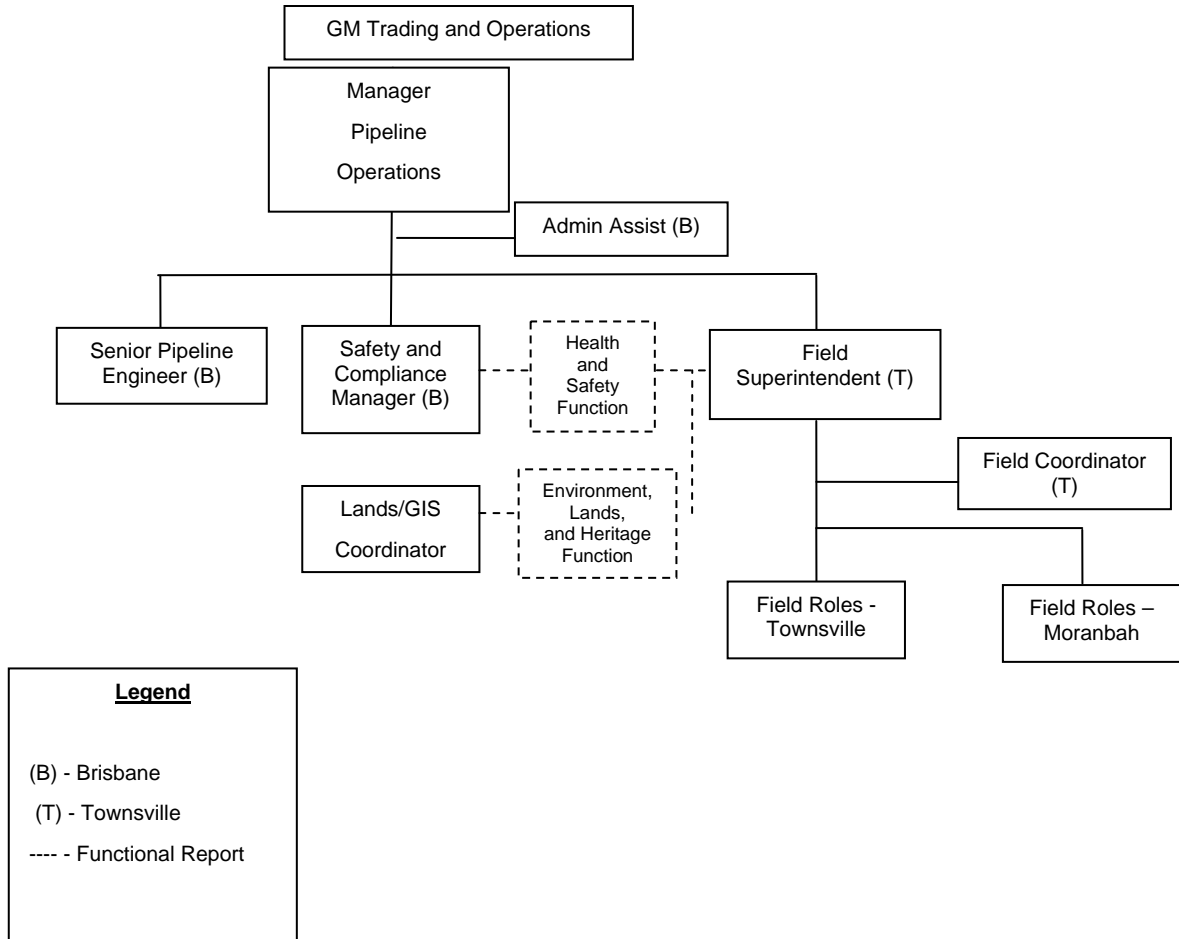 GM Trading and Operations
Manager
Pipeline
Operations
Admin Assist (B)
Senior Pipeline
Engineer (B)
Safety and
Compliance
Manager (B)
Health
and
Safety
Function
Field
Superintendent (T)
Field Coordinator
(T)
Lands/GIS
Coordinator
Environment,
Lands,
and Heritage
Function
Field Roles -
Townsville
Field Roles –
Moranbah
Legend
(B) - Brisbane
(T) - Townsville
---- - Functional Report